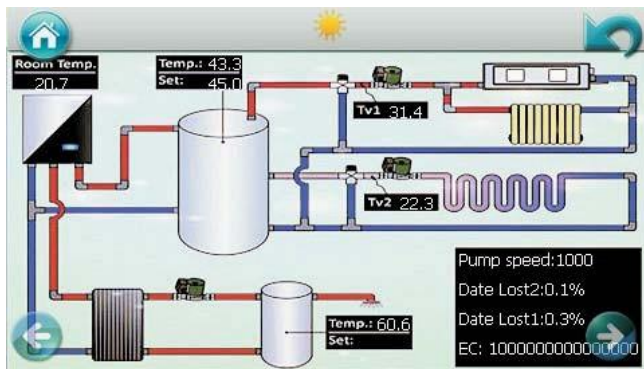 Room Temp.
20.7
Temp.: 43.3
Set: 45.0
Tv1 31.4
Tv2 22.3
Temp.: 60.6
Set:
Pump speed:1000
Date Lost2:0.1%
Date Lost1:0.3%
EC: 1000000000000000